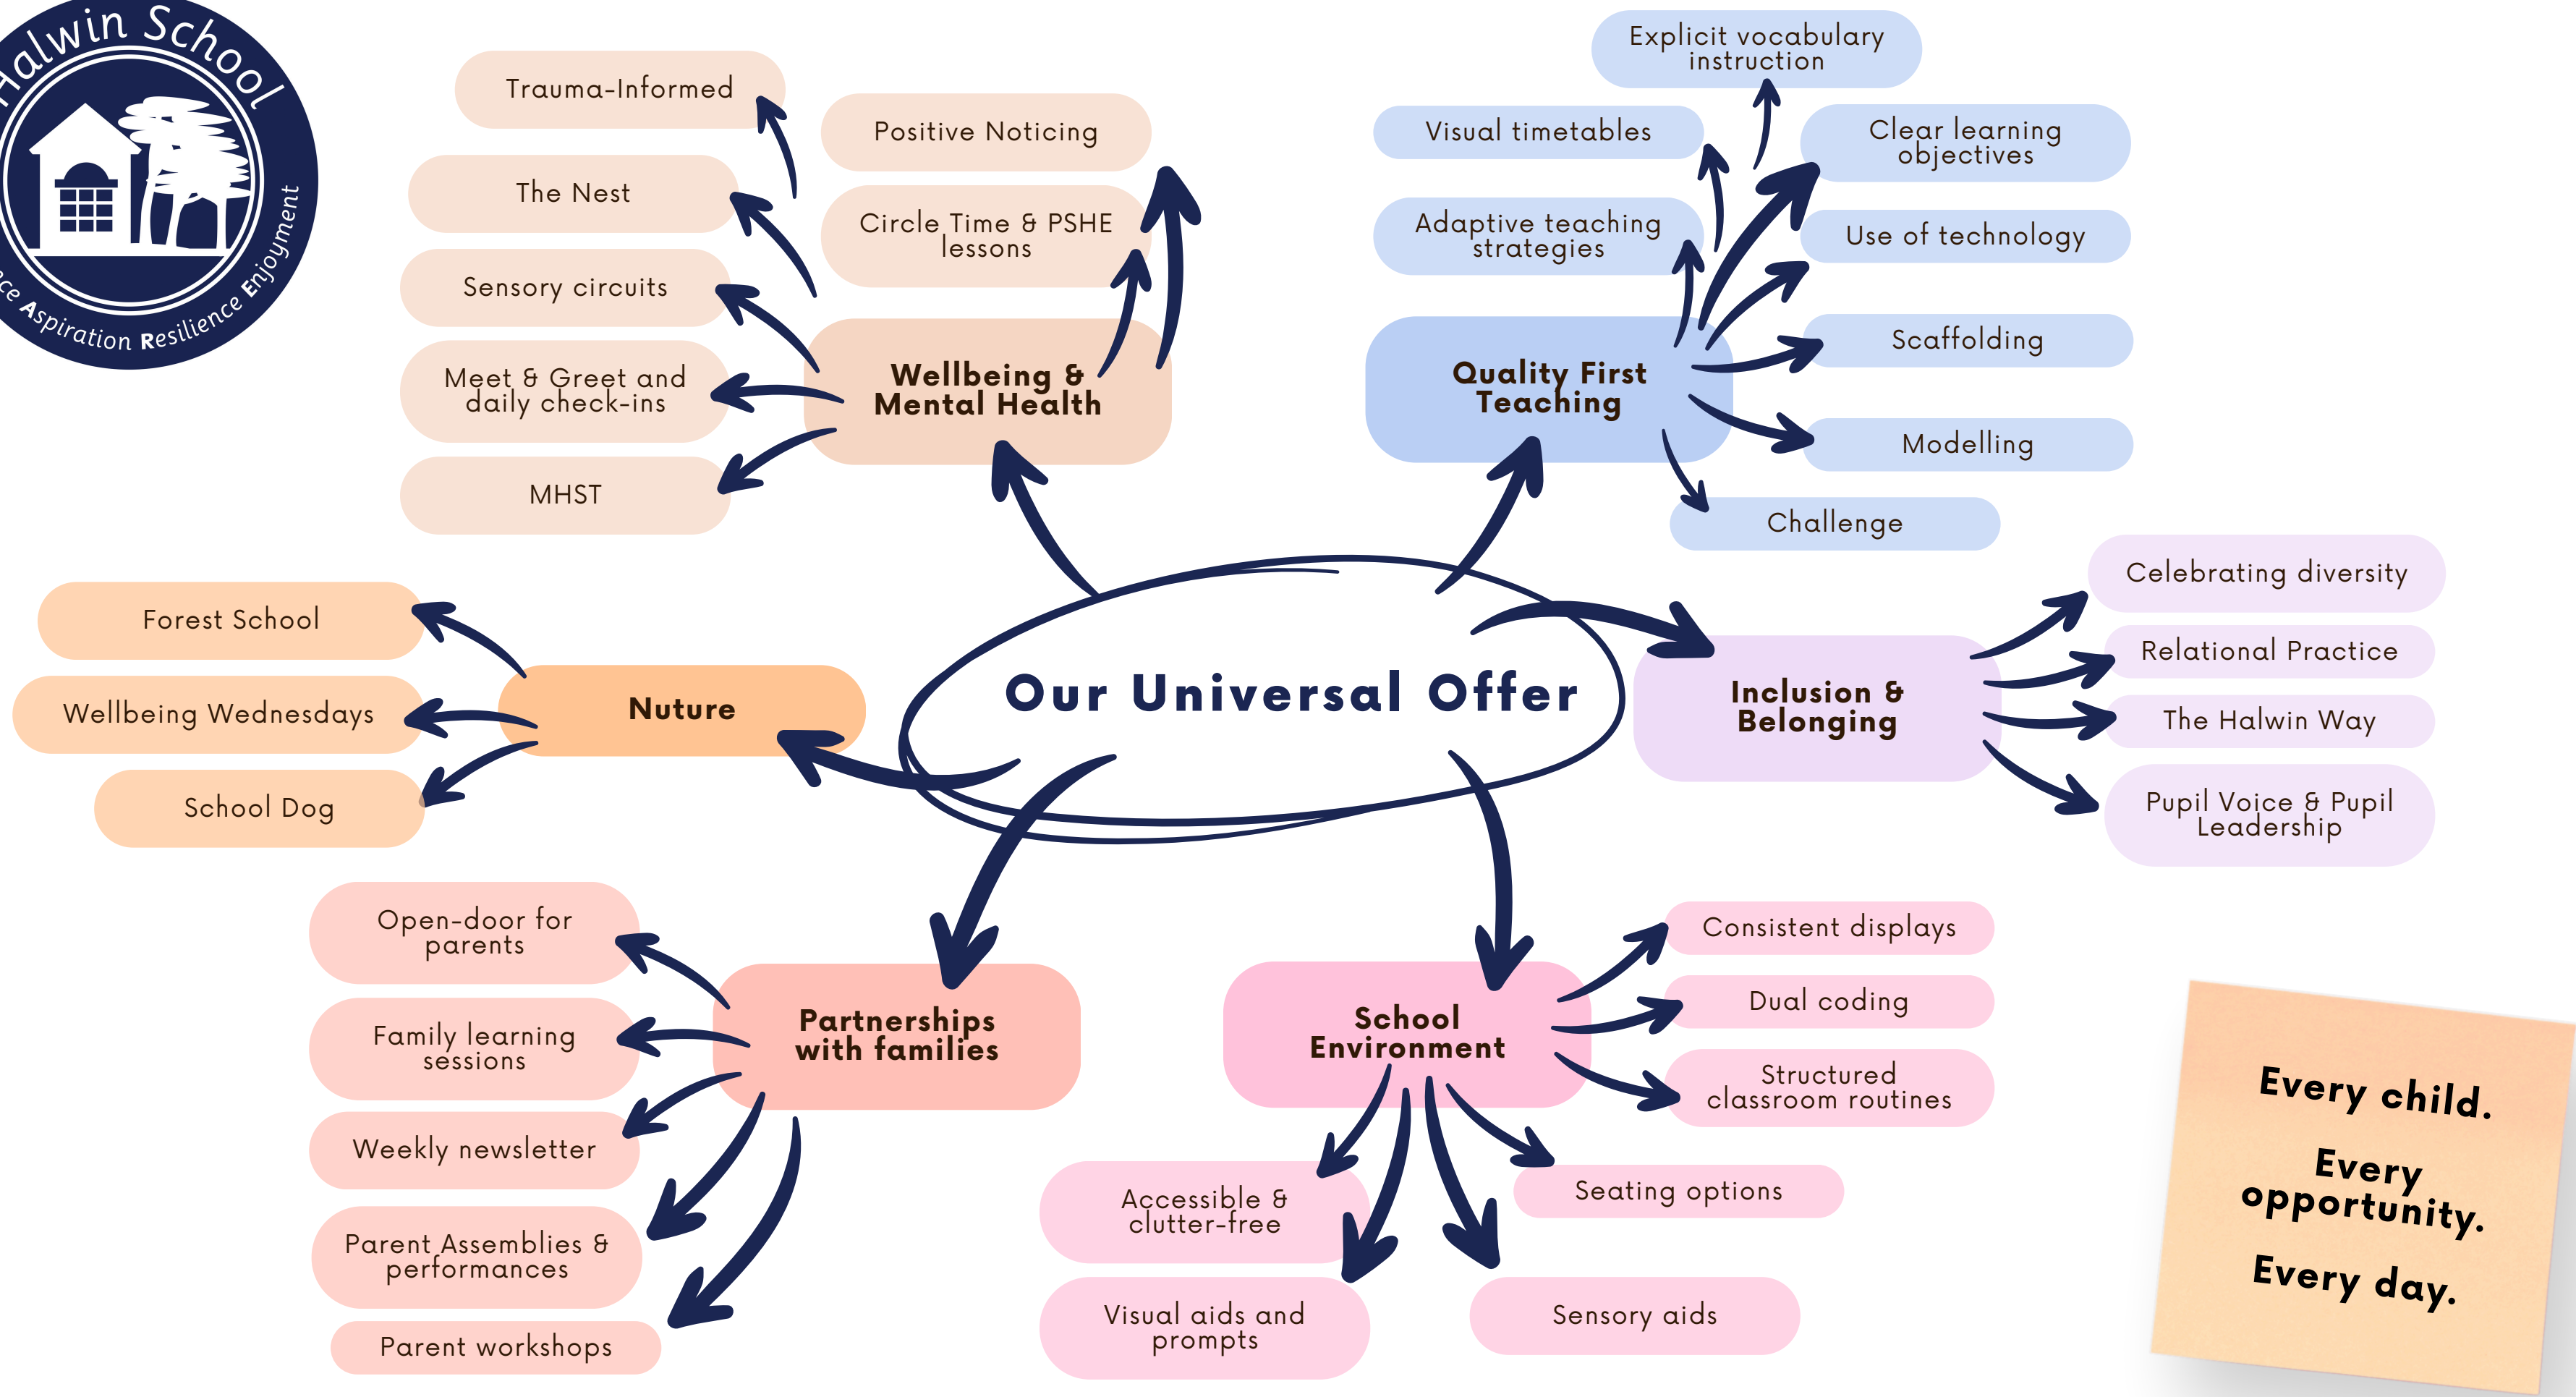 Halwin School
Aspiration Resilience Enjoyment
Trauma-Informed
Positive Noticing
The Nest
Circle Time & PSHE
lessons
Sensory circuits
Meet & Greet and
daily check-ins
MHST
Wellbeing &
Mental Health
Explicit vocabulary
instruction
Visual timetables
Clear learning
objectives
Adaptive teaching
strategies
Use of technology
Quality First
Teaching
Scaffolding
Modelling
Challenge
Our Universal Offer
Forest School
Wellbeing Wednesdays
School Dog
Nuture
Inclusion &
Belonging
Celebrating diversity
Relational Practice
The Halwin Way
Pupil Voice & Pupil
Leadership
Open-door for
parents
Family learning
sessions
Weekly newsletter
Parent Assemblies &
performances
Parent workshops
Partnerships
with families
School
Environment
Consistent displays
Dual coding
Structured
classroom routines
Seating options
Accessible &
clutter-free
Visual aids and
prompts
Sensory aids
Every child.
Every
opportunity.
Every day.